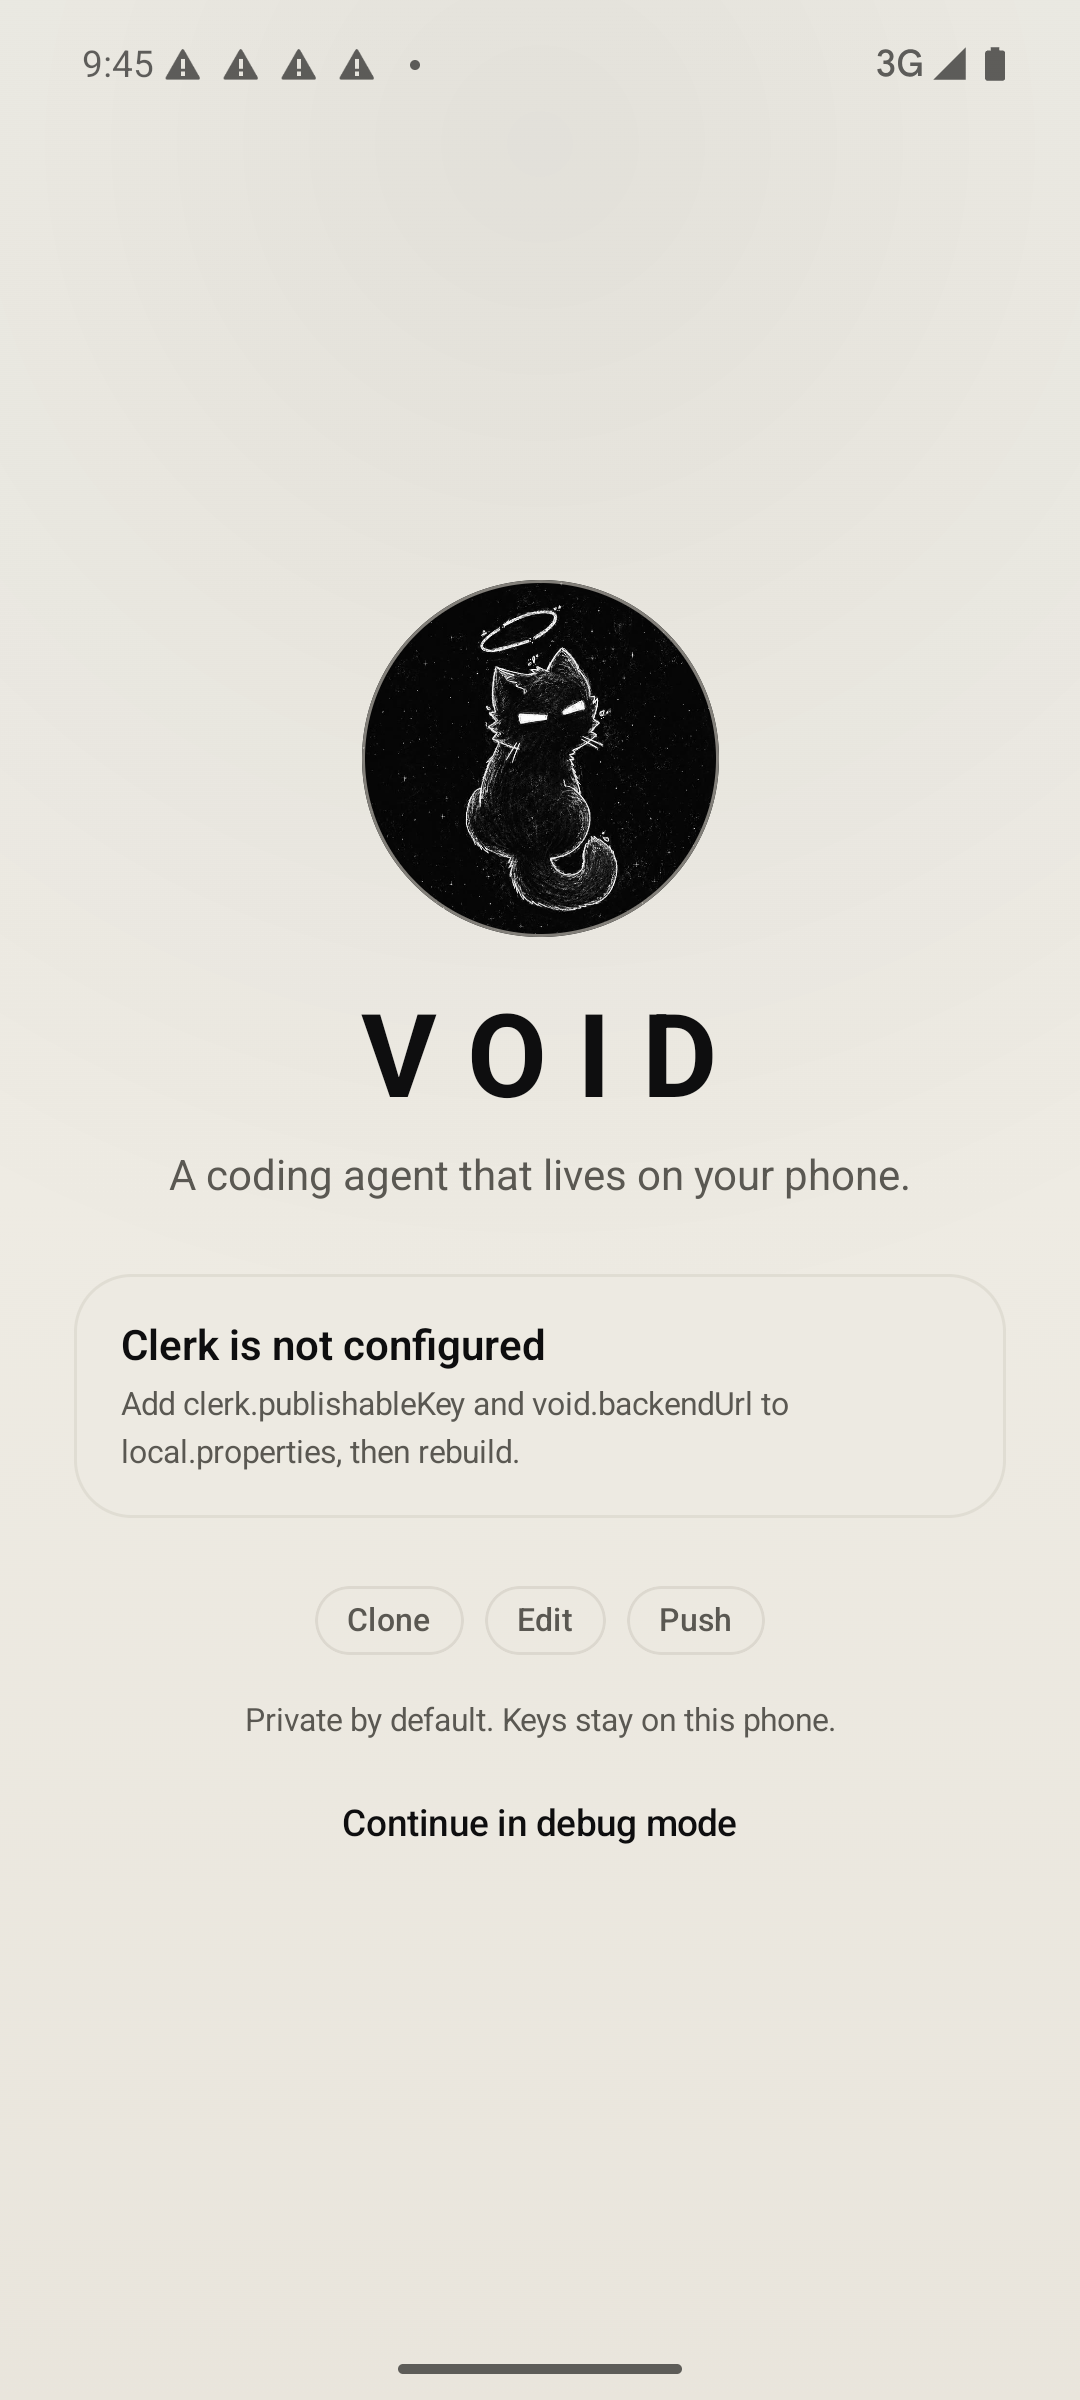 9:45
3G
VOID
A coding agent that lives on your phone.
Clerk is not configured
Add clerk.publishableKey and void.backendUrl to
local.properties, then rebuild.
Clone Edit Push
Private by default. Keys stay on this phone.
Continue in debug mode